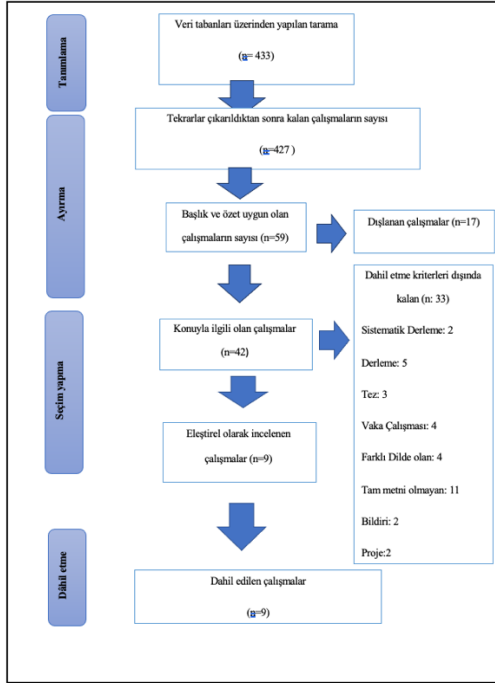 Tanımlama
Veri tabanları üzerinden yapılan tarama
(n= 433)
Ayırma
Tekrarlar çıkarıldıktan sonra kalan çalışmaların sayısı
(n=427 )
Başlık ve özet uygun olan
çalışmaların sayısı (n=59)
Dışlanan çalışmalar (n=17)
Seçim yapma
Konuyla ilgili olan çalışmalar
(n=42)
Dahil etme kriterleri dışında
kalan (n: 33)
Sistematik Derleme: 2
Derleme: 5
Tez: 3
Vaka Çalışması: 4
Farklı Dilde olan: 4
Tam metni olmayan: 11
Bildiri: 2
Proje:2
Eleştirel olarak incelenen
çalışmalar (n=9)
Dâhil etme
Dahil edilen çalışmalar
(n=9)